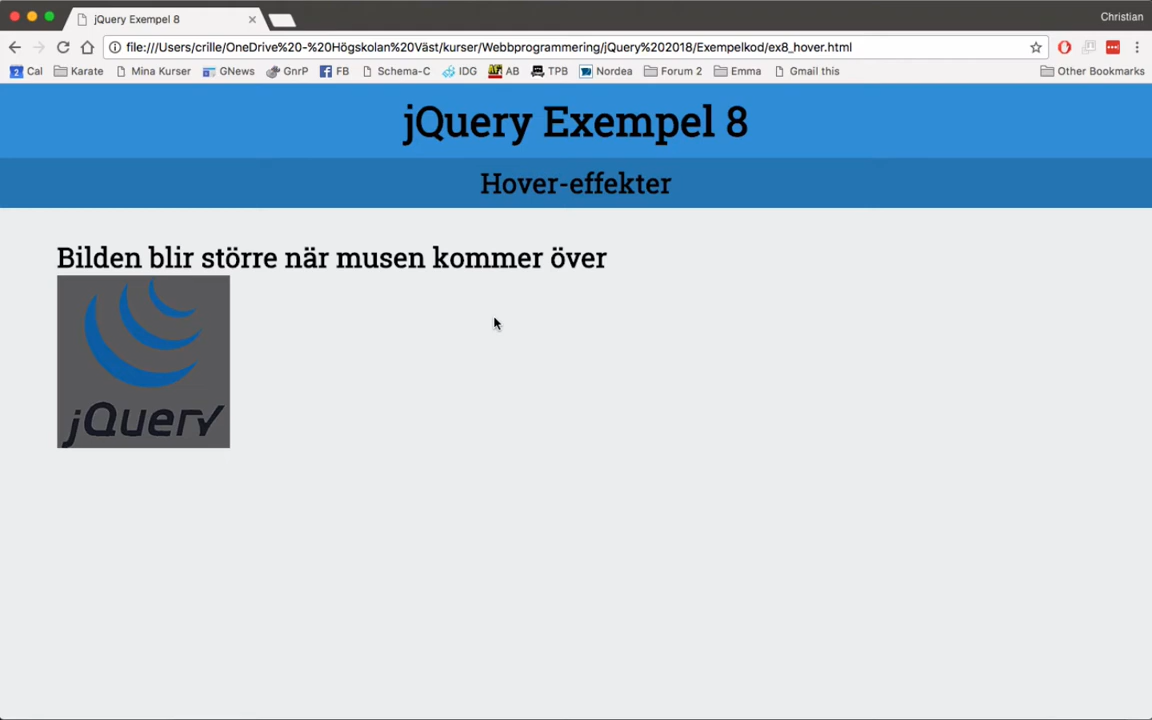 jQuery Exempel 8
Christian
file:///Users/crille/OneDrive%20-%20Högskolan%20Väst/kurser/Webbprogrammering/jQuery%202018/Exempelkod/ex8_hover.html
2 Cal Karate Mina Kurser GNews GnrP FB Schema-C IDG AB TPB Nordea Forum 2 Emma Gmail this Other Bookmarks
jQuery Exempel 8
Hover-effekter
Bilden blir större när musen kommer över
jQuery